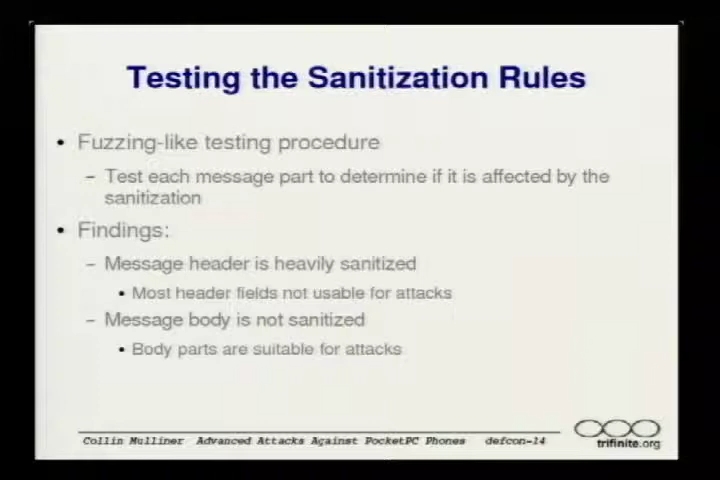 Testing the Sanitization Rules
• Fuzzing-like testing procedure
– Test each message part to determine if it is affected by the
sanitization
• Findings:
– Message header is heavily sanitized
• Most header fields not usable for attacks
– Message body is not sanitized
• Body parts are suitable for attacks
Collin Mulliner Advanced Attacks Against PocketPC Phones defcon-14
trifinite.org